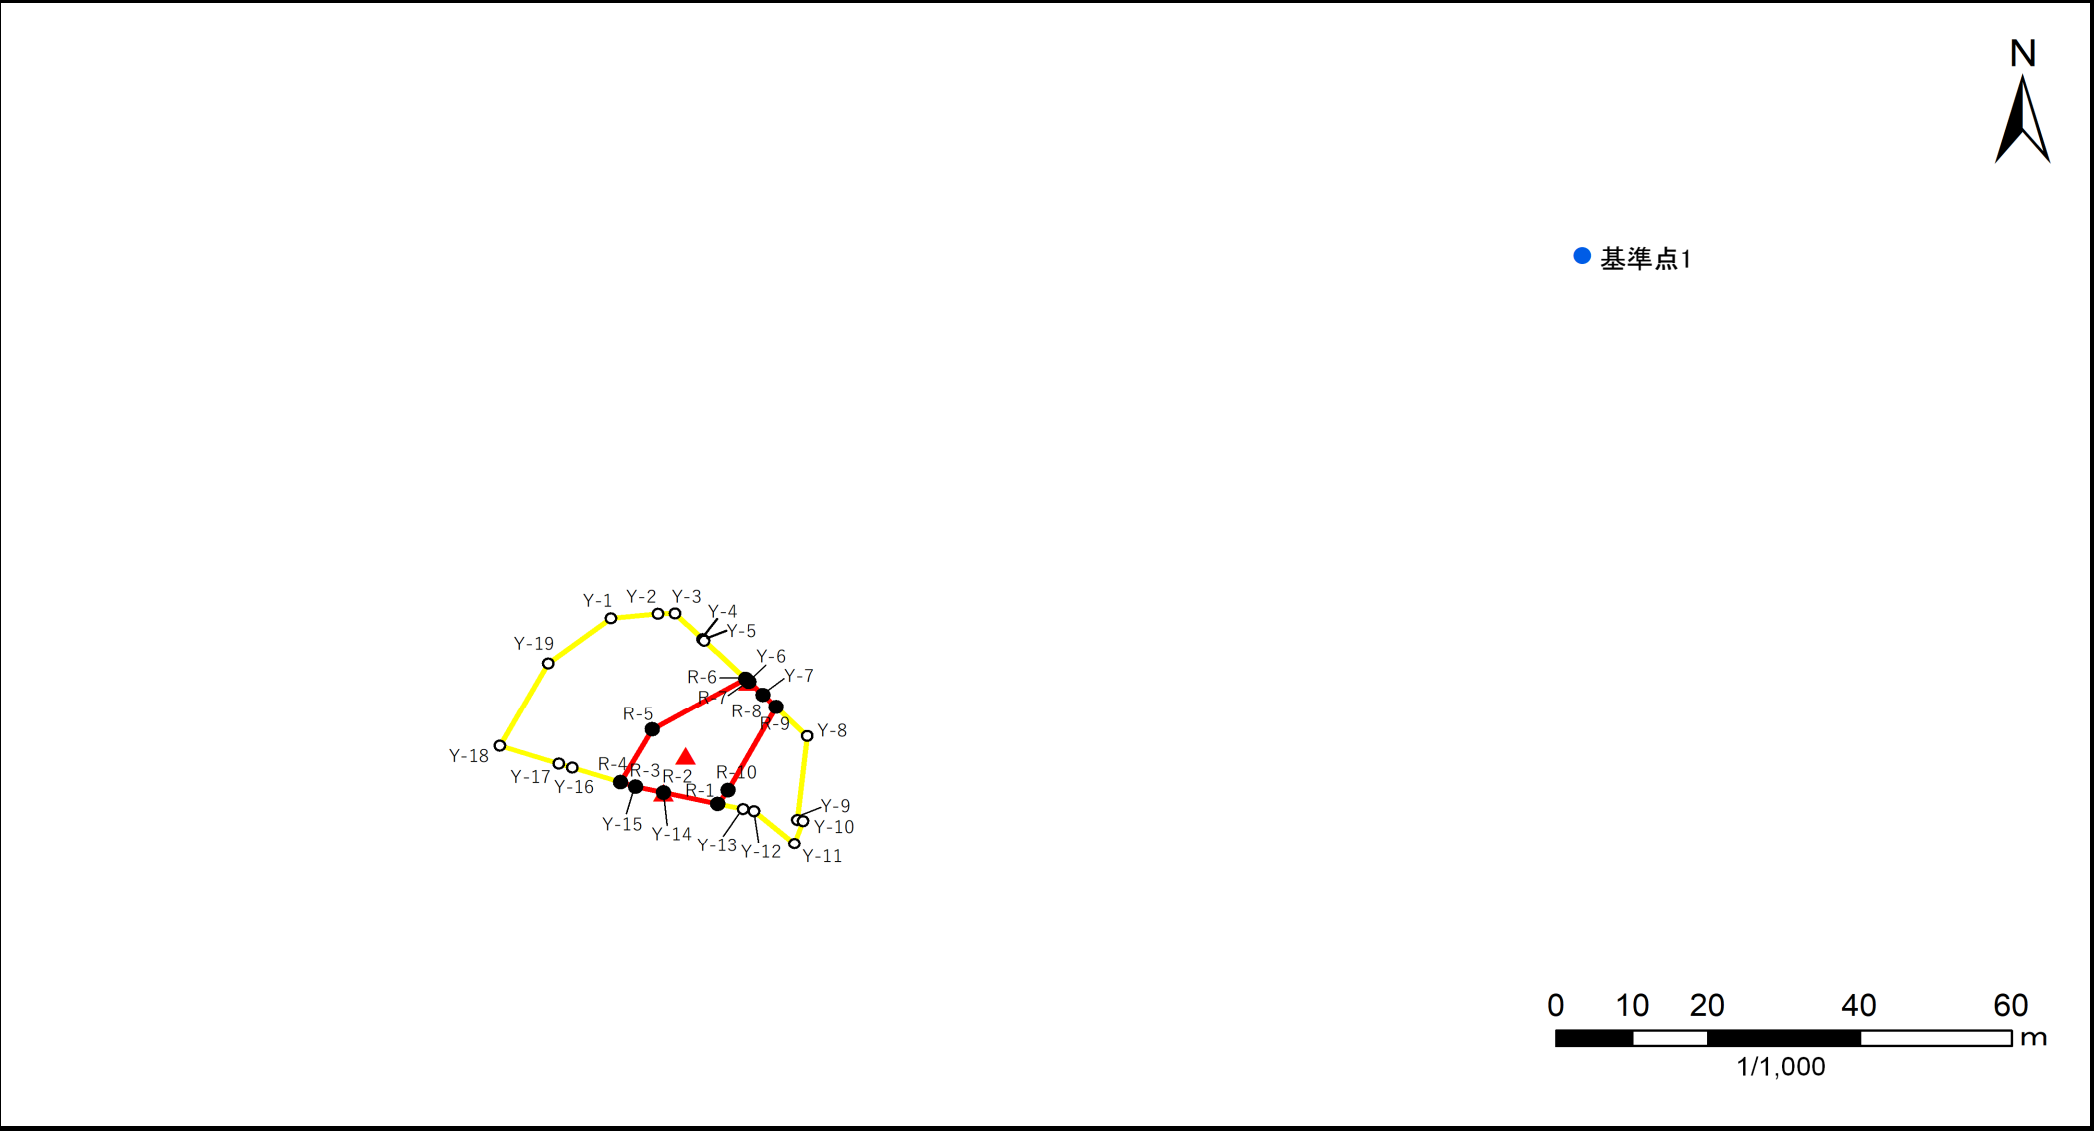 N
基準点1
Y-1
Y-2
Y-3
Y-4
Y-5
Y-19
Y-6
R-6
Y-7
R-7
R-5
R-8
R-9
Y-8
Y-18
R-4
R-3
R-2
R-10
Y-17
Y-16
R-1
Y-9
Y-15
Y-14
Y-10
Y-13
Y-12
Y-11
0 10 20 40 60
m
1/1,000